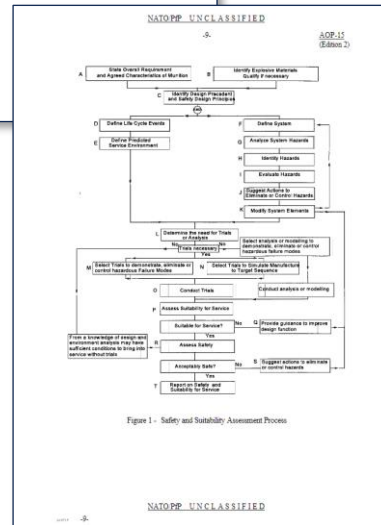 NATO/PfP UNCLASSIFIED
-9-
AOP-15
(Edition 2)
A
State Overall Requirement
and Agreed Characteristics of Munition
B
Identify Explosive Materials
Qualify if necessary
C
Identify Design Precedent
and Safety Design Principles
D
Define Life Cycle Events
F
Define System
E
Define Predicted
Service Environment
G
Analyze System Hazards
H
Identify Hazards
I
Evaluate Hazards
J
Suggest Actions to
Eliminate or Control Hazards
K
Modify System Elements
L
Determine the need for Trials
or Analysis
No
No
Trials necessary
Yes
Select analysis or modeling to
demonstrate, eliminate or control
hazardous failure modes
M
Select Trials to demonstrate, eliminate or
control hazardous Failure Modes
N
Select Trials to Simulate Manufacture
to Target Sequence
O
Conduct Trials
Conduct analysis or modelling
P
Assess Suitability for Service
Suitable for Service?
No
Q
Provide guidance to improve
design function
Yes
From a knowledge of design and
environment analysis may have
sufficient conditions to bring into
service without trials
R
Assess Safety
Acceptably Safe?
No
S
Suggest actions to eliminate
or control hazards
Yes
T
Report on Safety and
Suitability for Service
Figure 1 - Safety and Suitability Assessment Process
NATO/PfP UNCLASSIFIED
-9-